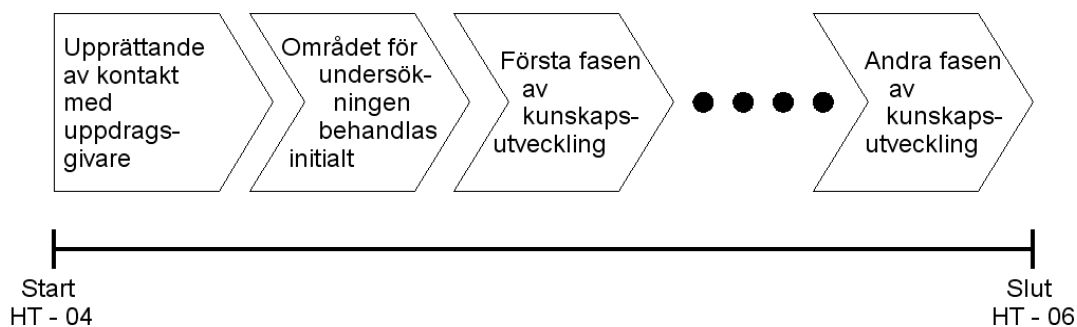 Upprättande
av kontakt
med
uppdrags-
givare
Området för
undersök-
ningen
behandlas
initialt
Första fasen
av
kunskaps-
utveckling
Andra fasen
av
kunskaps-
utveckling
Start
HT - 04
Slut
HT - 06